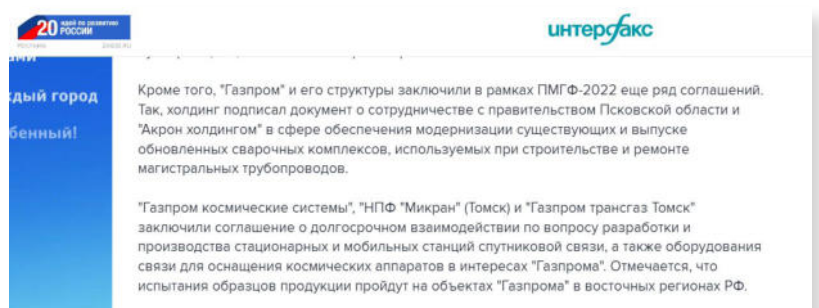 20 идей по развитию
РОССИИ
интерфакс
ами
ждый город
бенный!
Кроме того, "Газпром" и его структуры заключили в рамках ПМГФ-2022 еще ряд соглашений.
Так, холдинг подписал документ о сотрудничестве с правительством Псковской области и
"Акрон холдингом" в сфере обеспечения модернизации существующих и выпуске
обновленных сварочных комплексов, используемых при строительстве и ремонте
магистральных трубопроводов.
"Газпром космические системы", "НПФ "Микран" (Томск) и "Газпром трансгаз Томск"
заключили соглашение о долгосрочном взаимодействии по вопросу разработки и
производства стационарных и мобильных станций спутниковой связи, а также оборудования
связи для оснащения космических аппаратов в интересах "Газпрома". Отмечается, что
испытания образцов продукции пройдут на объектах "Газпрома" в восточных регионах РФ.